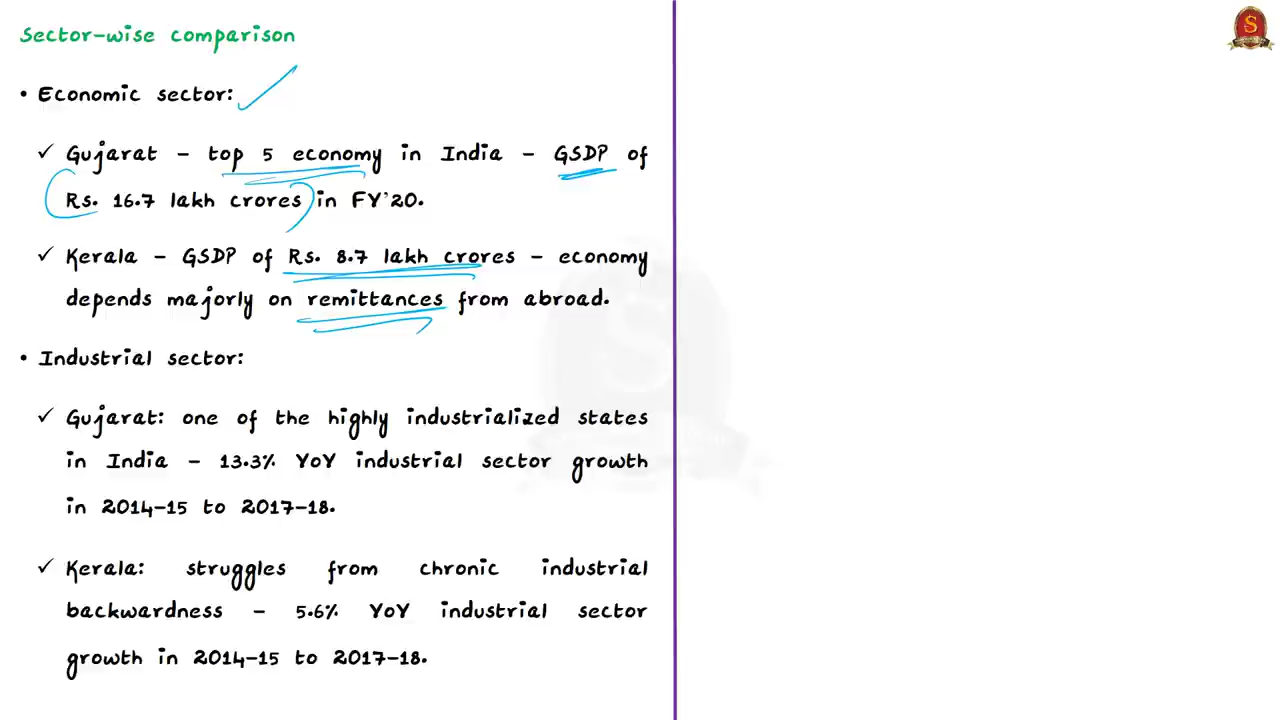 Sector-wise comparison
• Economic sector:
✓ Gujarat – top 5 economy in India – GSDP of
Rs. 16.7 lakh crores in FY'20.
✓ Kerala – GSDP of Rs. 8.7 lakh crores – economy
depends majorly on remittances from abroad.
• Industrial sector:
✓ Gujarat: one of the highly industrialized states
in India – 13.3% YoY industrial sector growth
in 2014-15 to 2017-18.
✓ Kerala: struggles from chronic industrial
backwardness – 5.6% YoY industrial sector
growth in 2014-15 to 2017-18.